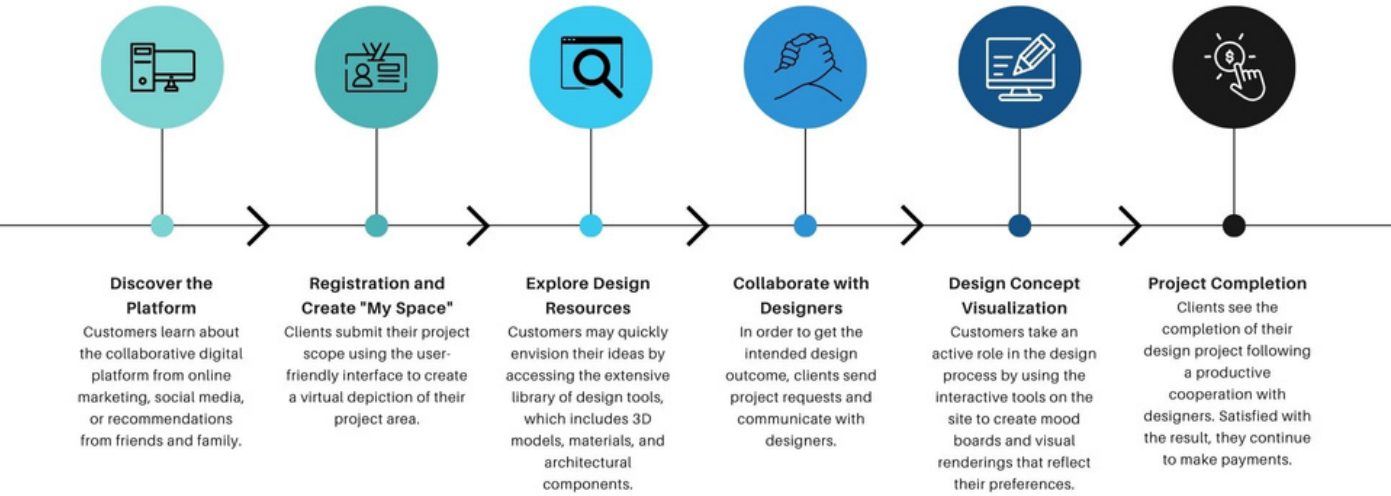 Discover the
Platform
Customers learn about
the collaborative digital
platform from online
marketing, social media,
or recommendations
from friends and family.
Registration and
Create "My Space"
Clients submit their project
scope using the user-
friendly interface to create
a virtual depiction of their
project area.
Explore Design
Resources
Customers may quickly
envision their ideas by
accessing the extensive
library of design tools,
which includes 3D
models, materials, and
architectural
components.
Collaborate with
Designers
In order to get the
intended design
outcome, clients send
project requests and
communicate with
designers.
Design Concept
Visualization
Customers take an
active role in the design
process by using the
interactive tools on the
site to create mood
boards and visual
renderings that reflect
their preferences.
Project Completion
Clients see the
completion of their
design project following
a productive
cooperation with
designers. Satisfied with
the result, they continue
to make payments.